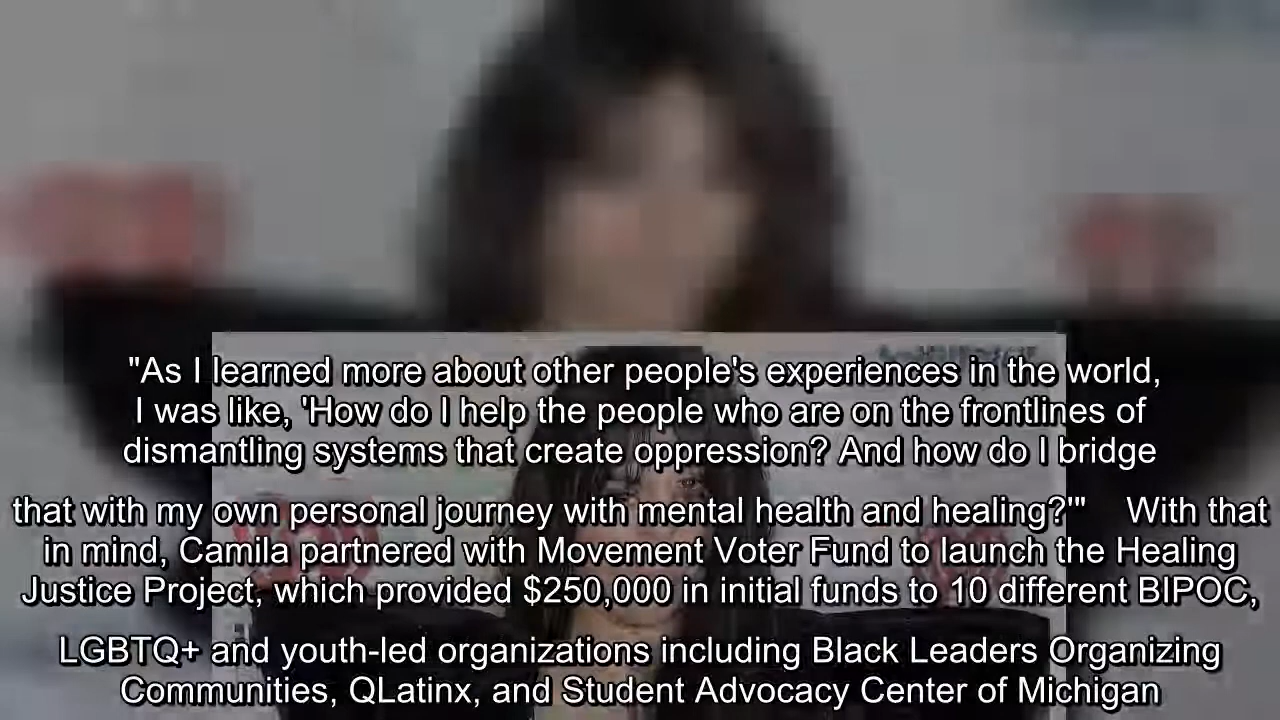 "As I learned more about other people's experiences in the world,
I was like, 'How do I help the people who are on the frontlines of
dismantling systems that create oppression? And how do I bridge
that with my own personal journey with mental health and healing?'" With that
in mind, Camila partnered with Movement Voter Fund to launch the Healing
Justice Project, which provided $250,000 in initial funds to 10 different BIPOC,
LGBTQ+ and youth-led organizations including Black Leaders Organizing
Communities, QLatinx, and Student Advocacy Center of Michigan